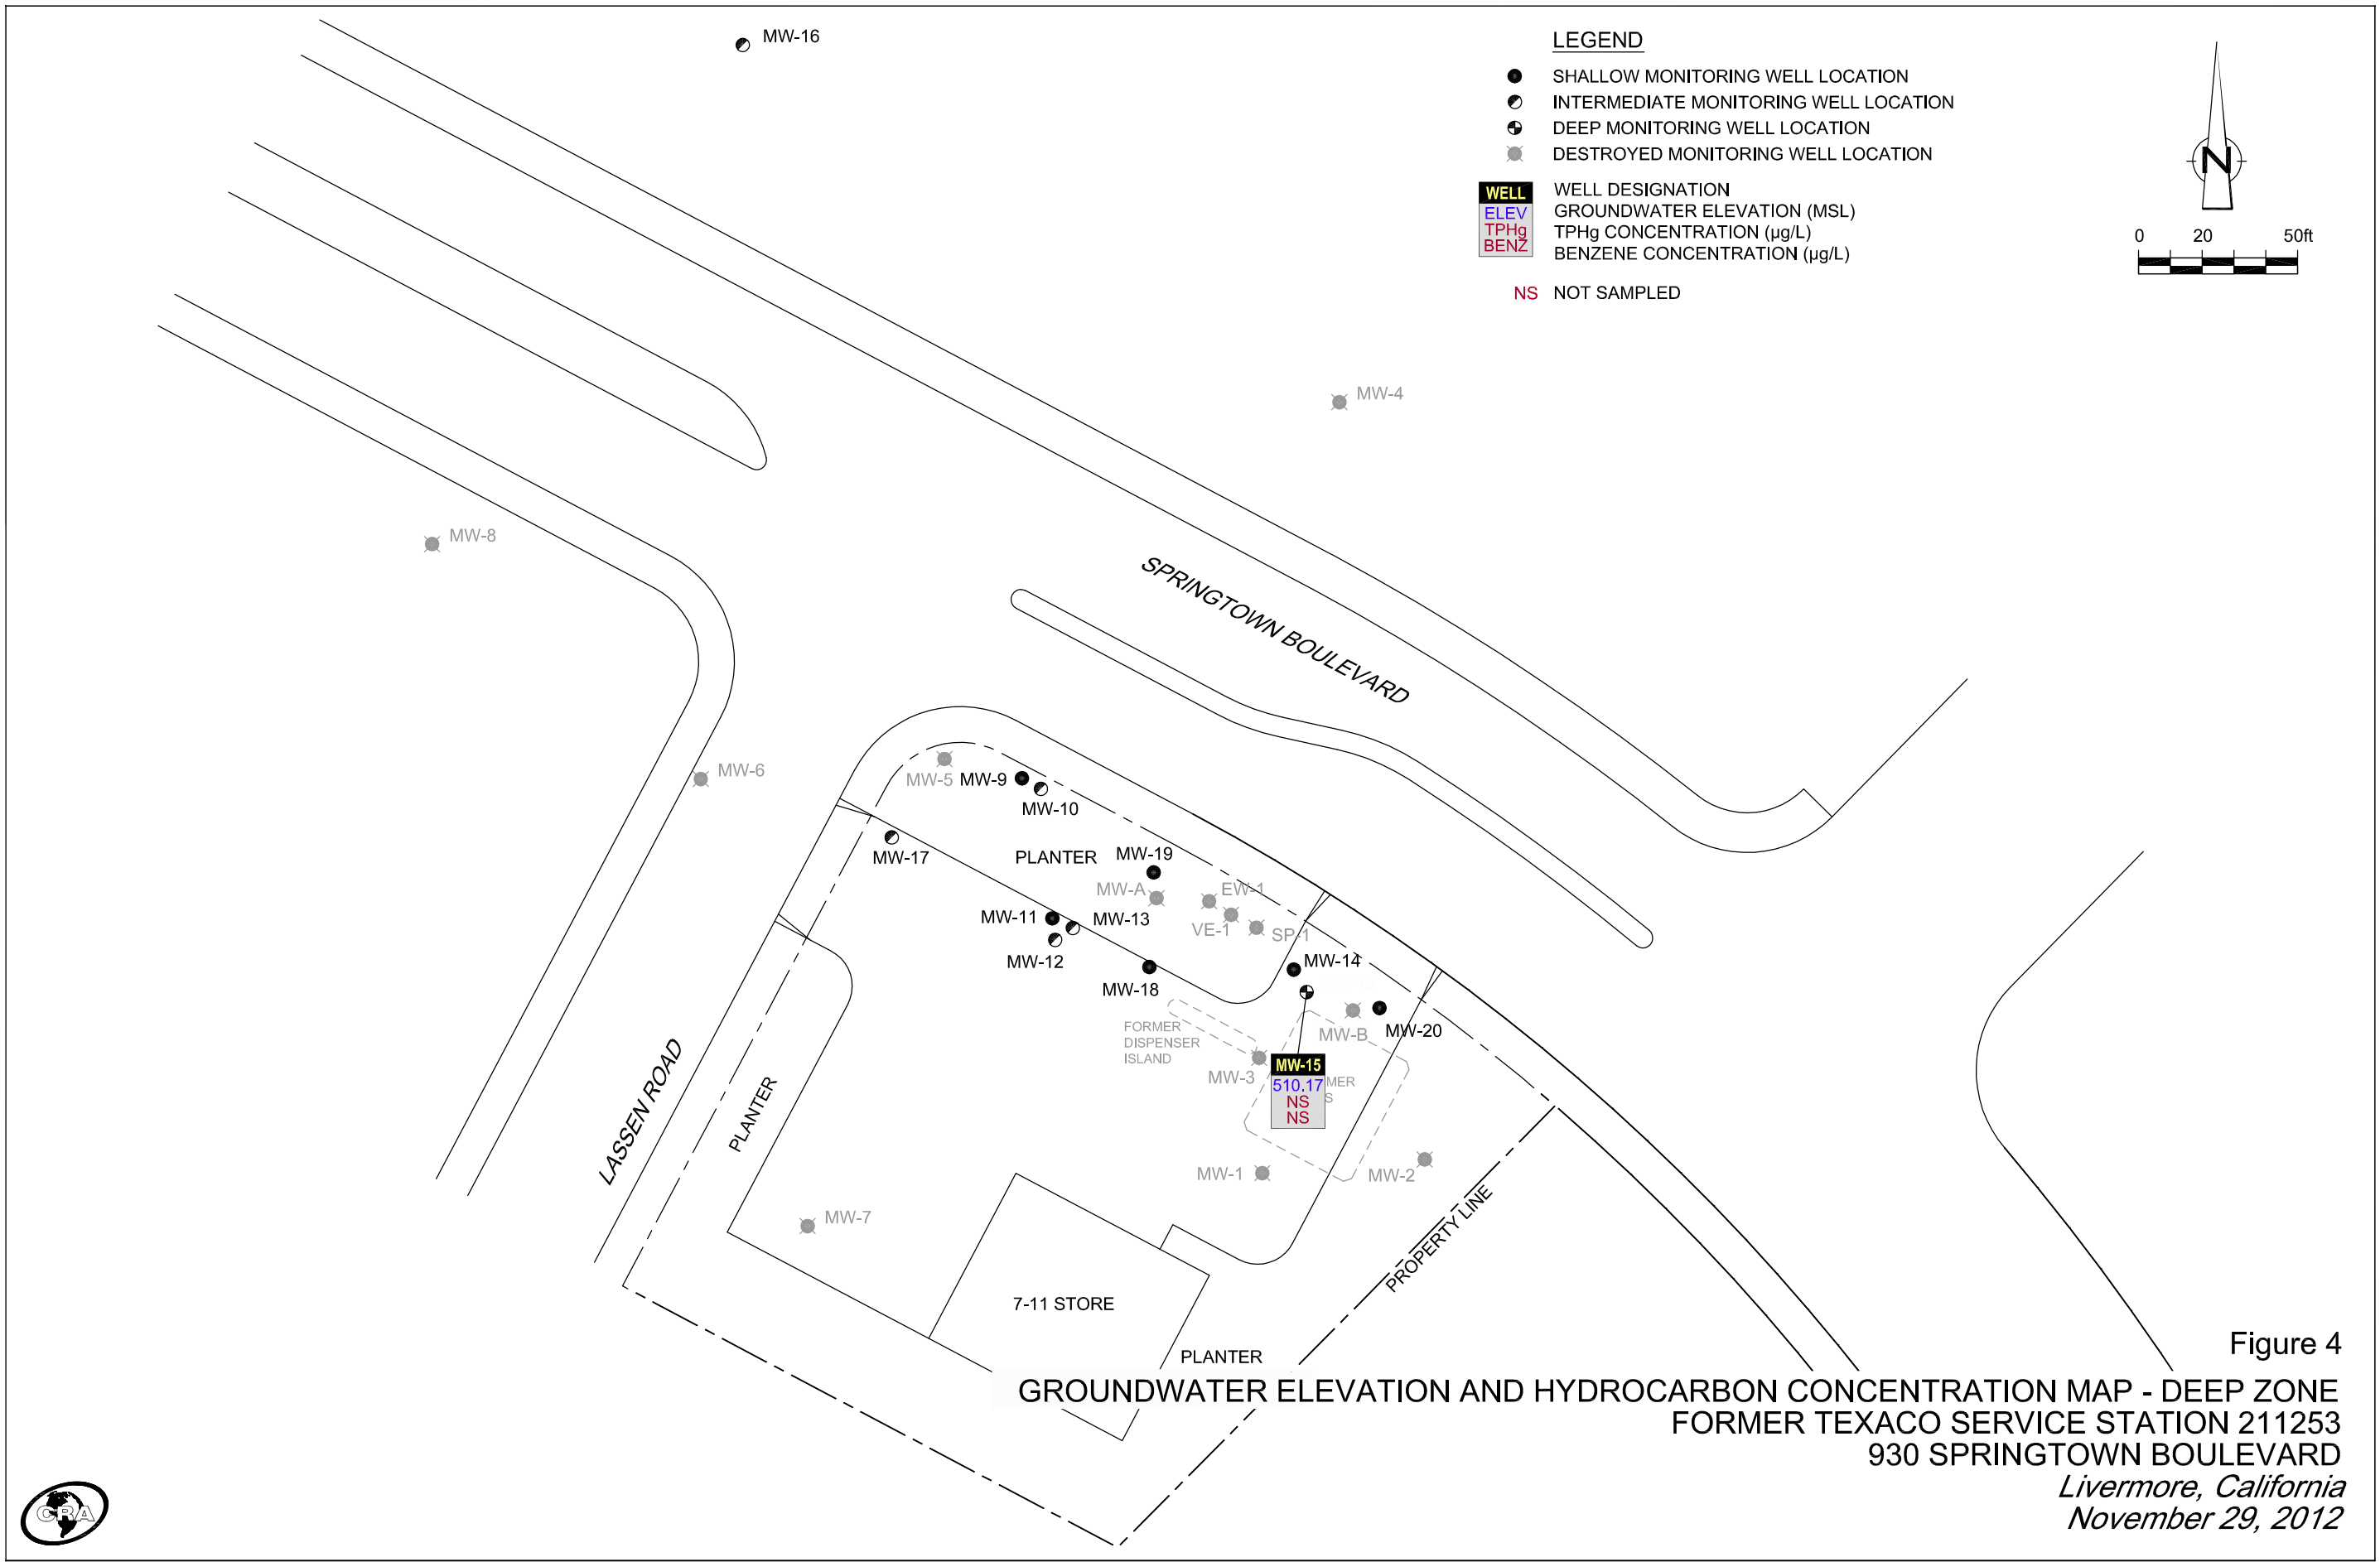 MW-16
LEGEND
SHALLOW MONITORING WELL LOCATION
INTERMEDIATE MONITORING WELL LOCATION
DEEP MONITORING WELL LOCATION
DESTROYED MONITORING WELL LOCATION
WELL
ELEV
TPHg
BENZ
WELL DESIGNATION
GROUNDWATER ELEVATION (MSL)
TPHg CONCENTRATION (µg/L)
BENZENE CONCENTRATION (µg/L)
NS NOT SAMPLED
N
0 20 50ft
MW-4
MW-8
SPRINGTOWN BOULEVARD
MW-6
MW-5
MW-9
MW-10
MW-17
PLANTER
MW-19
MW-A
EW-1
MW-11
MW-13
VE-1
SP-1
MW-12
MW-14
MW-18
FORMER
DISPENSER
ISLAND
MW-B
MW-20
MW-3
MW-15
510.17
NS
NS
MER
S
LASSEN ROAD
PLANTER
MW-1
MW-2
MW-7
PROPERTY LINE
7-11 STORE
PLANTER
Figure 4
GROUNDWATER ELEVATION AND HYDROCARBON CONCENTRATION MAP - DEEP ZONE
FORMER TEXACO SERVICE STATION 211253
930 SPRINGTOWN BOULEVARD
Livermore, California
November 29, 2012
CRA